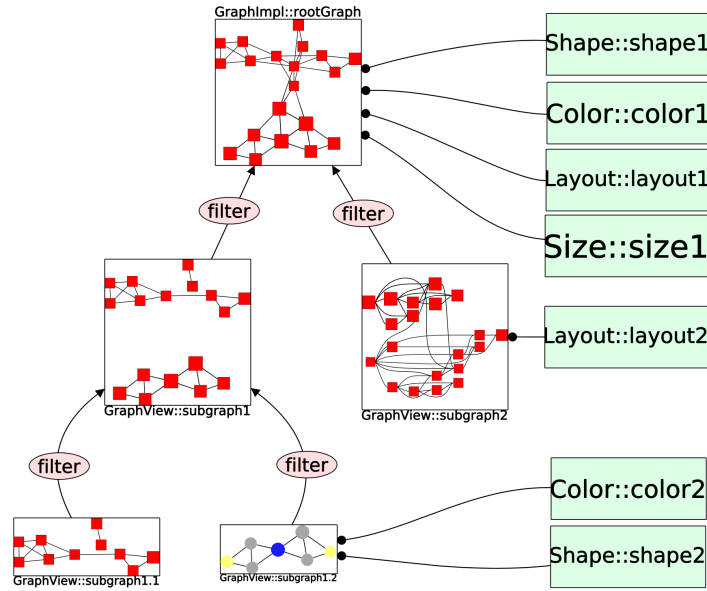 GraphImpl::rootGraph
Shape::shape1
Color::color1
Layout::layout1
Size::size1
filter
filter
Layout::layout2
GraphView::subgraph1
GraphView::subgraph2
filter
filter
Color::color2
Shape::shape2
GraphView::subgraph1.1
GraphView::subgraph1.2